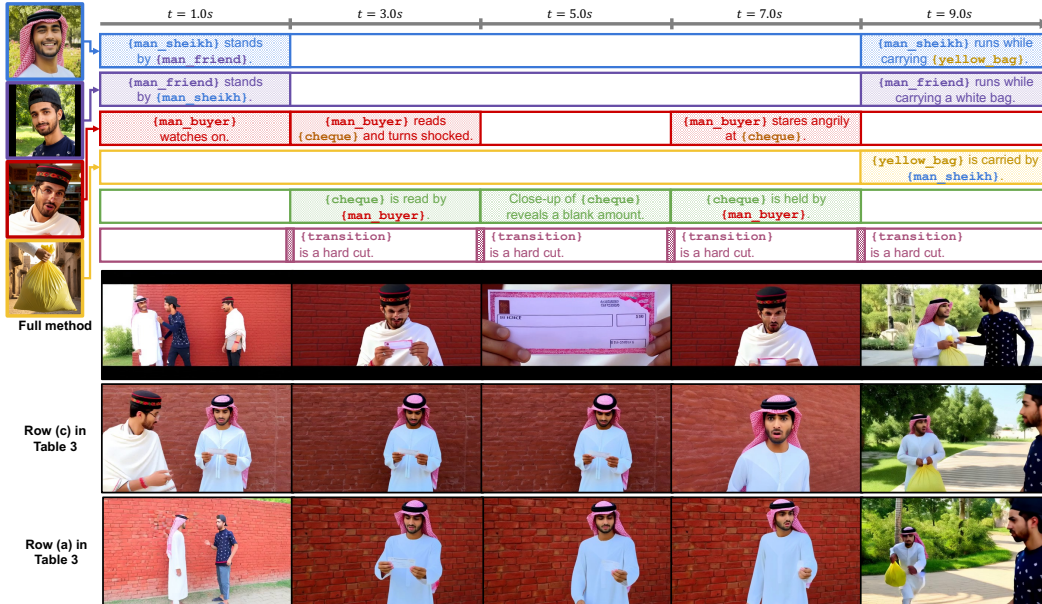 t = 1.0s t = 3.0s t = 5.0s t = 7.0s t = 9.0s
{man_sheikh} stands
by {man_friend}.
{man_sheikh} runs while
carrying {yellow_bag}.
{man_friend} stands
by {man_sheikh}.
{man_friend} runs while
carrying a white bag.
{man_buyer}
watches on.
{man_buyer} reads
{cheque} and turns shocked.
{man_buyer} stares angrily
at {cheque}.
{yellow_bag} is carried by
{man_sheikh}.
{cheque} is read by
{man_buyer}.
Close-up of {cheque}
reveals a blank amount.
{cheque} is held by
{man_buyer}.
{transition}
is a hard cut.
{transition}
is a hard cut.
{transition}
is a hard cut.
{transition}
is a hard cut.
Full method
Row (c) in
Table 3
Row (a) in
Table 3